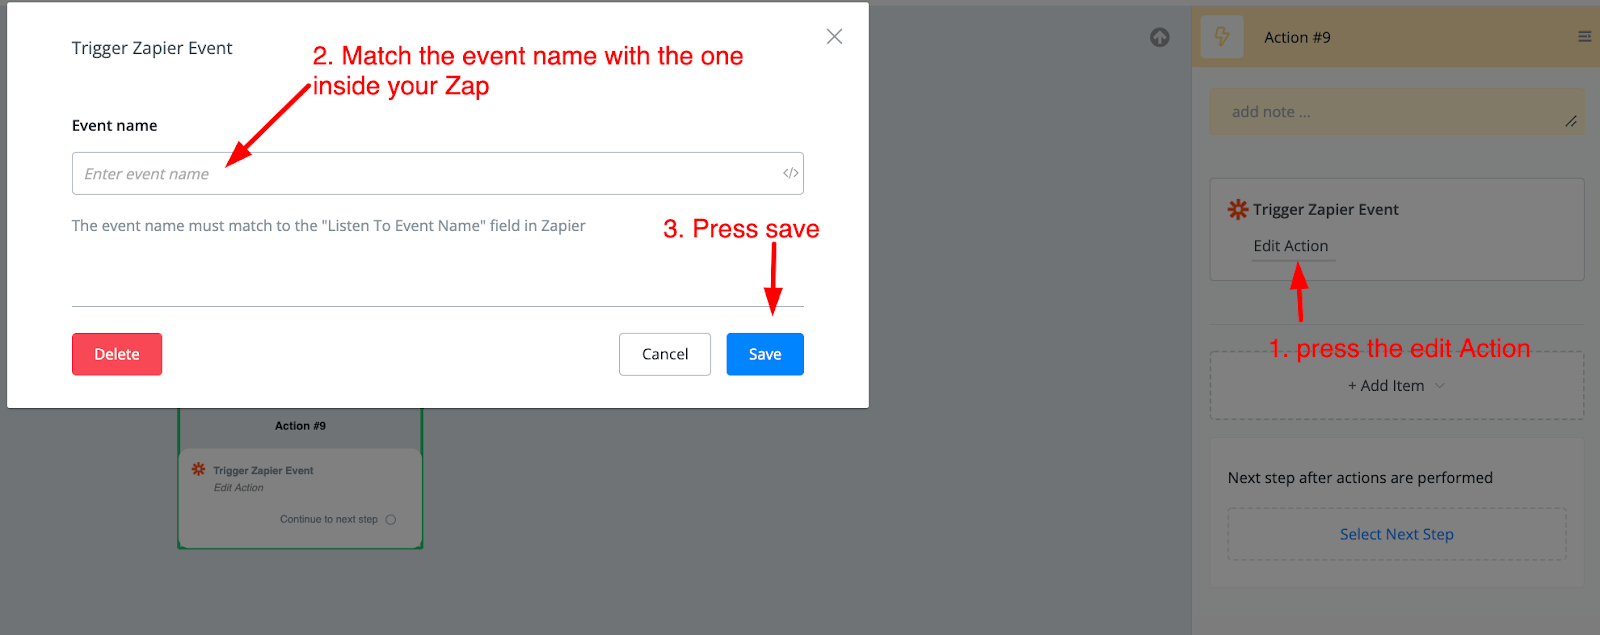 Trigger Zapier Event
2. Match the event name with the one
inside your Zap
Event name
Enter event name
</>
The event name must match to the "Listen To Event Name" field in Zapier
3. Press save
Delete
Cancel
Save
Action #9
Trigger Zapier Event
Edit Action
Continue to next step
Action #9
add note ...
Trigger Zapier Event
Edit Action
1. press the edit Action
+ Add Item
Next step after actions are performed
Select Next Step